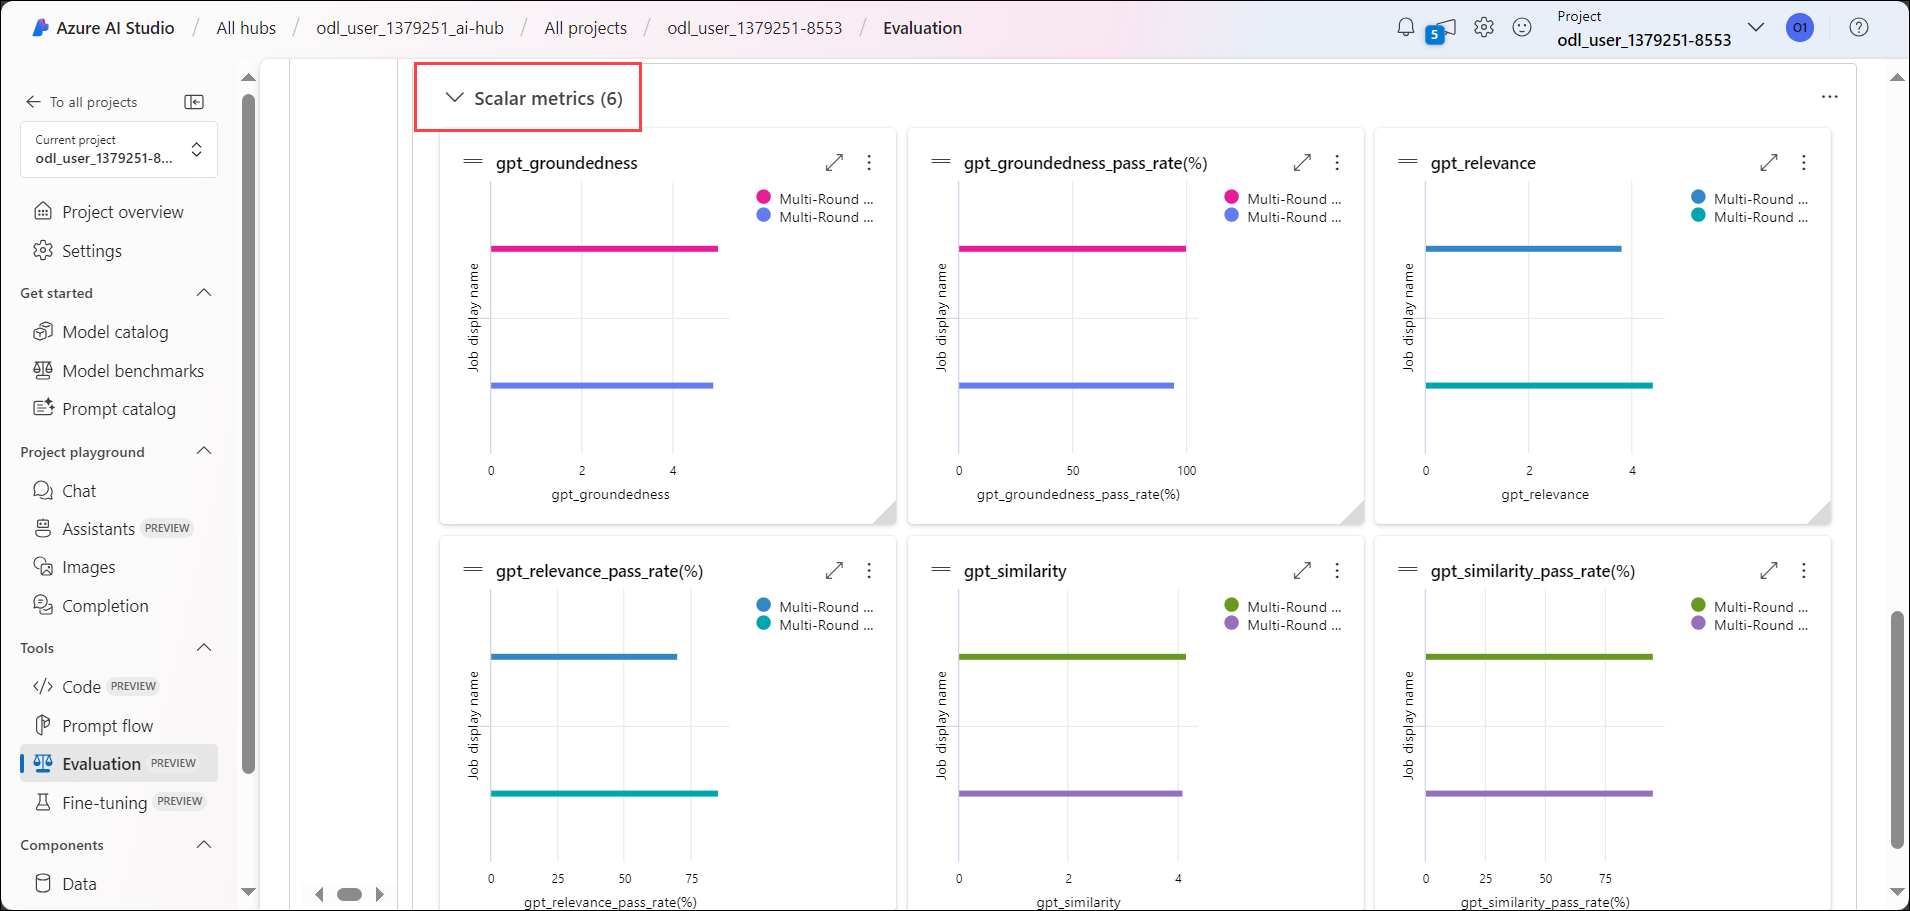 Azure AI Studio / All hubs / odl_user_1379251_ai-hub / All projects / odl_user_1379251-8553 / Evaluation
5
Project
odl_user_1379251-8553
O1
To all projects
Current project
odl_user_1379251-8...
Project overview
Settings
Get started
Model catalog
Model benchmarks
Prompt catalog
Project playground
Chat
Assistants PREVIEW
Images
Completion
Tools
Code PREVIEW
Prompt flow
Evaluation PREVIEW
Fine-tuning PREVIEW
Components
Data
Scalar metrics (6)
gpt_groundedness
Multi-Round ...
Multi-Round ...
Job display name
0 2 4
gpt_groundedness
gpt_groundedness_pass_rate(%)
Multi-Round ...
Multi-Round ...
Job display name
0 50 100
gpt_groundedness_pass_rate(%)
gpt_relevance
Multi-Round ...
Multi-Round ...
Job display name
0 2 4
gpt_relevance
gpt_relevance_pass_rate(%)
Multi-Round ...
Multi-Round ...
Job display name
0 25 50 75
gpt_relevance_pass_rate(%)
gpt_similarity
Multi-Round ...
Multi-Round ...
Job display name
0 2 4
gpt_similarity
gpt_similarity_pass_rate(%)
Multi-Round ...
Multi-Round ...
Job display name
0 25 50 75
gpt_similarity_pass_rate(%)